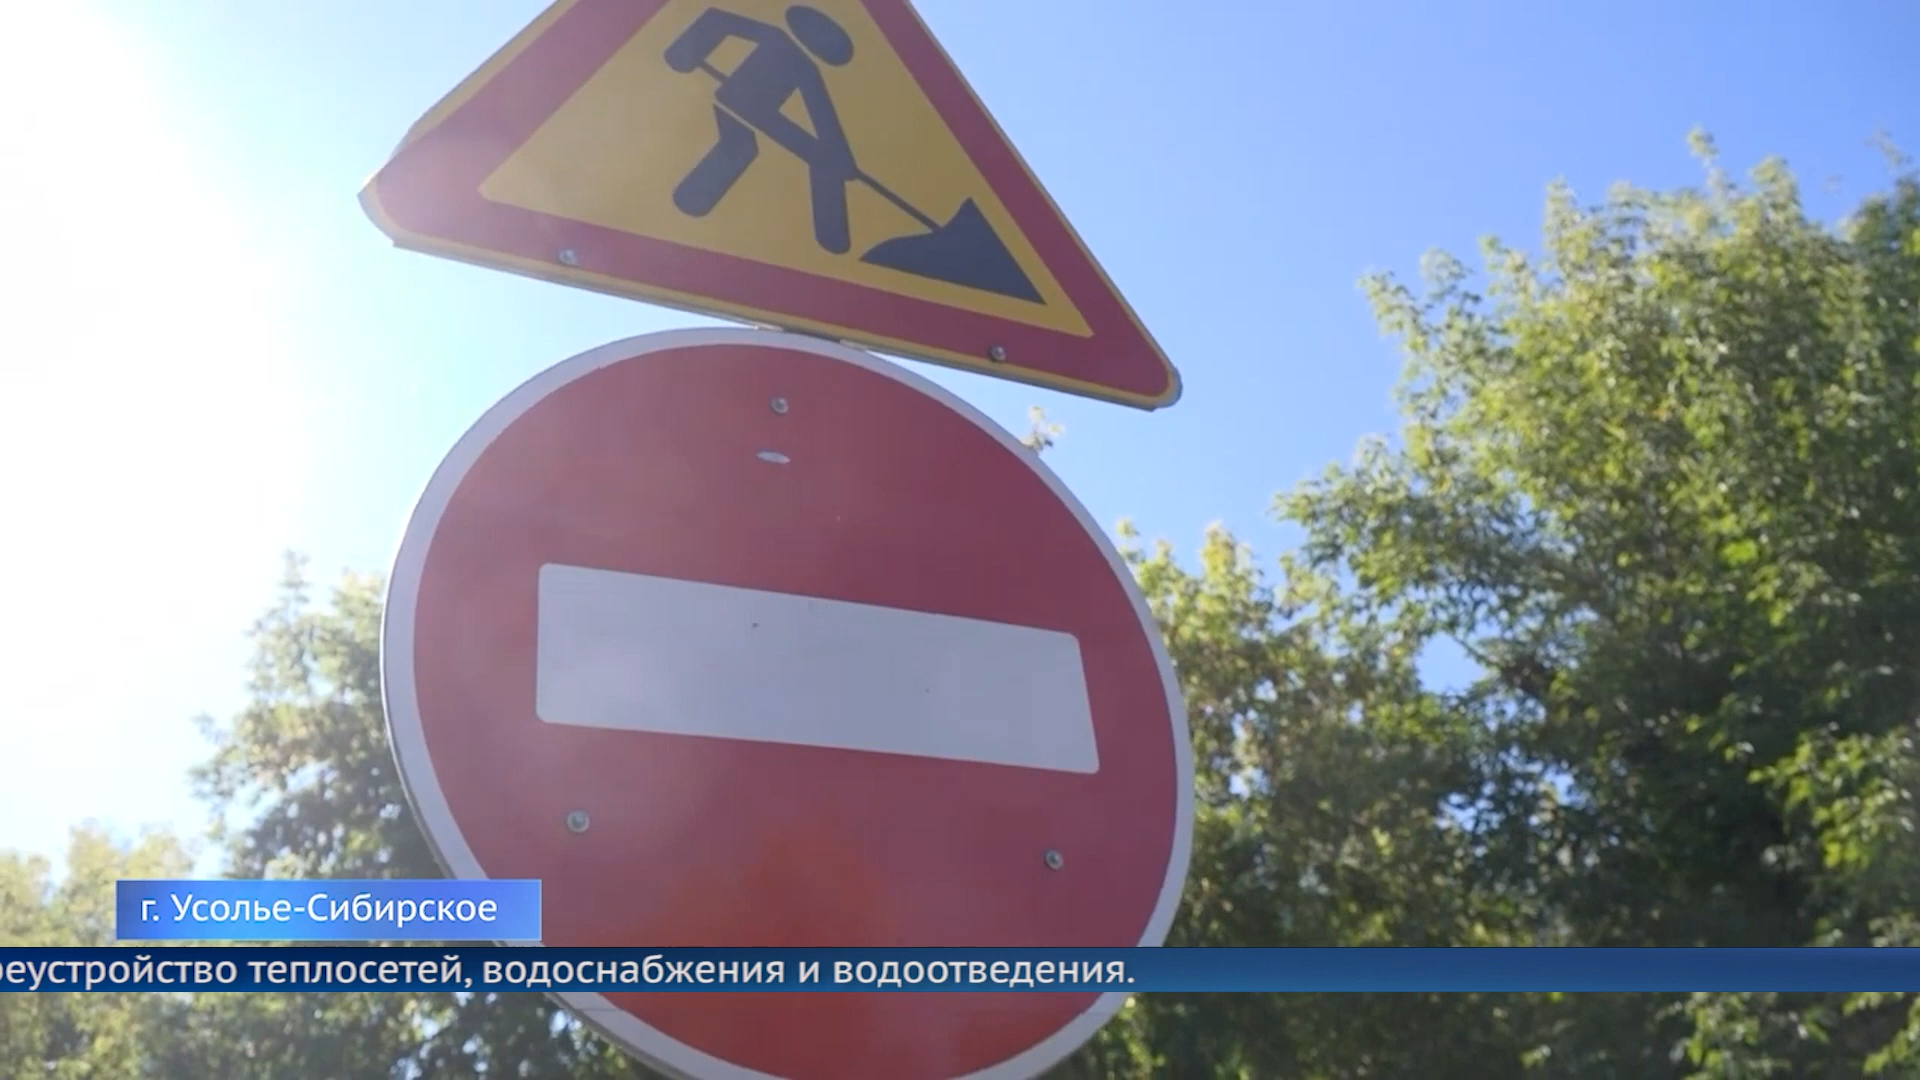 г. Усолье-Сибирское
реустройство теплосетей, водоснабжения и водоотведения.